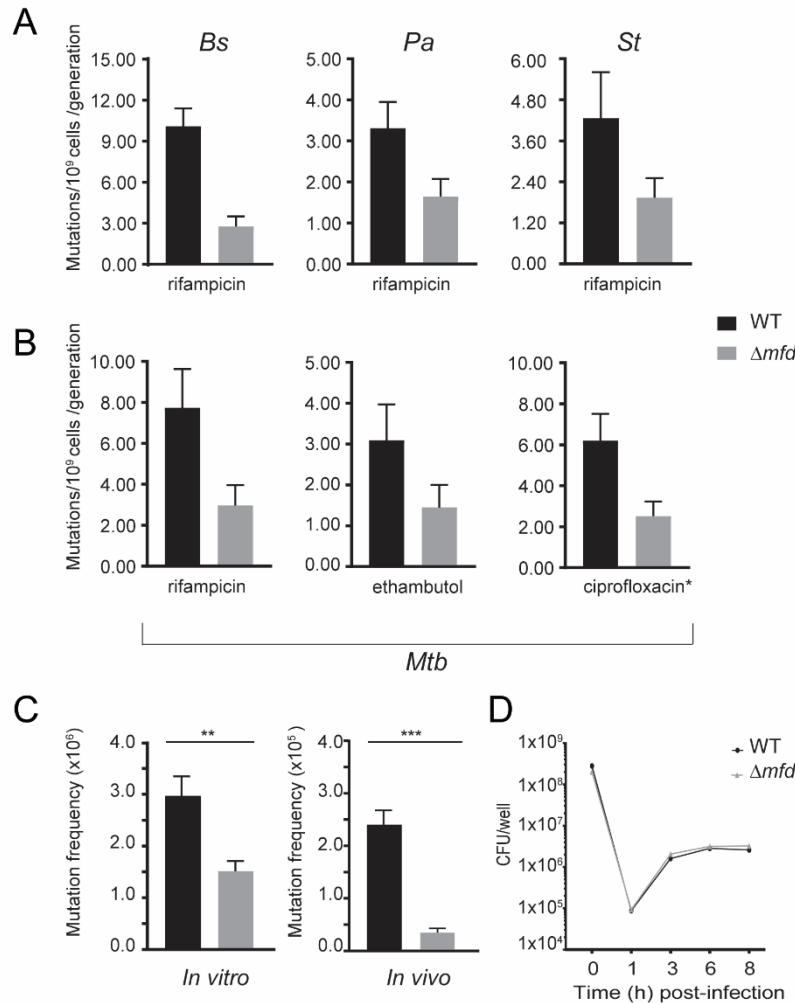 A
Bs
Pa
St
Mutations/10⁹ cells /generation
15.00
12.00
9.00
6.00
3.00
0.00
rifampicin
5.00
4.00
3.00
2.00
1.00
0.00
rifampicin
6.00
4.80
3.60
2.40
1.20
0.00
rifampicin
WT
Δmfd
B
Mutations/10⁹ cells /generation
10.00
8.00
6.00
4.00
2.00
0.00
rifampicin
5.00
4.00
3.00
2.00
1.00
0.00
ethambutol
10.00
8.00
6.00
4.00
2.00
0.00
ciprofloxacin*
Mtb
C
Mutation frequency (x10⁶)
4.0
3.0
2.0
1.0
0.0
**
In vitro
Mutation frequency (x10⁵)
4.0
3.0
2.0
1.0
0.0
***
In vivo
D
CFU/well
1x10⁹
1x10⁸
1x10⁷
1x10⁶
1x10⁵
1x10⁴
0 1 3 6 8
Time (h) post-infection
WT
Δmfd